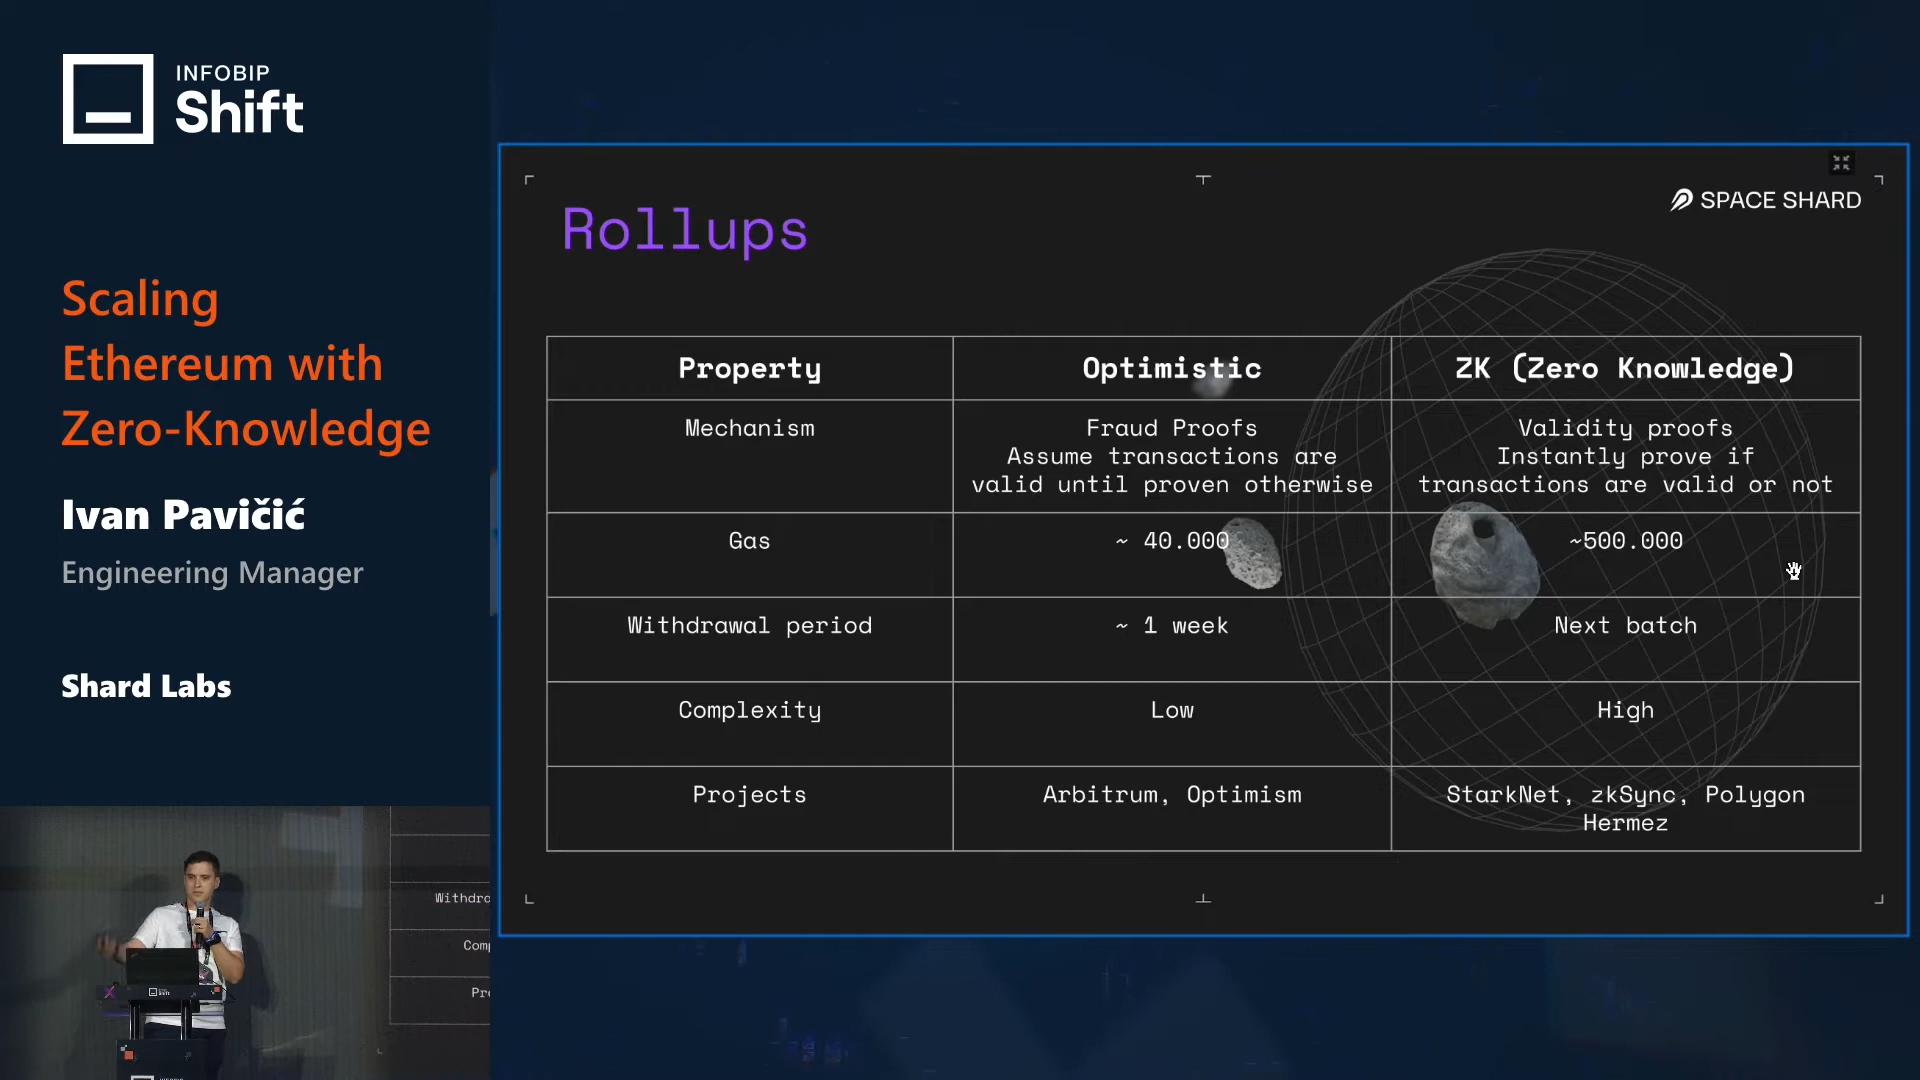 INFOBIP
Shift
Scaling
Ethereum with
Zero-Knowledge
Ivan Pavičić
Engineering Manager
Shard Labs
SPACE SHARD
Rollups
Property
Optimistic
ZK (Zero Knowledge)
Mechanism
Fraud Proofs
Assume transactions are
valid until proven otherwise
Validity proofs
Instantly prove if
transactions are valid or not
Gas
~ 40.000
~500.000
Withdrawal period
~ 1 week
Next batch
Complexity
Low
High
Projects
Arbitrum, Optimism
StarkNet, zkSync, Polygon
Hermez
Withdra
Com
Pr